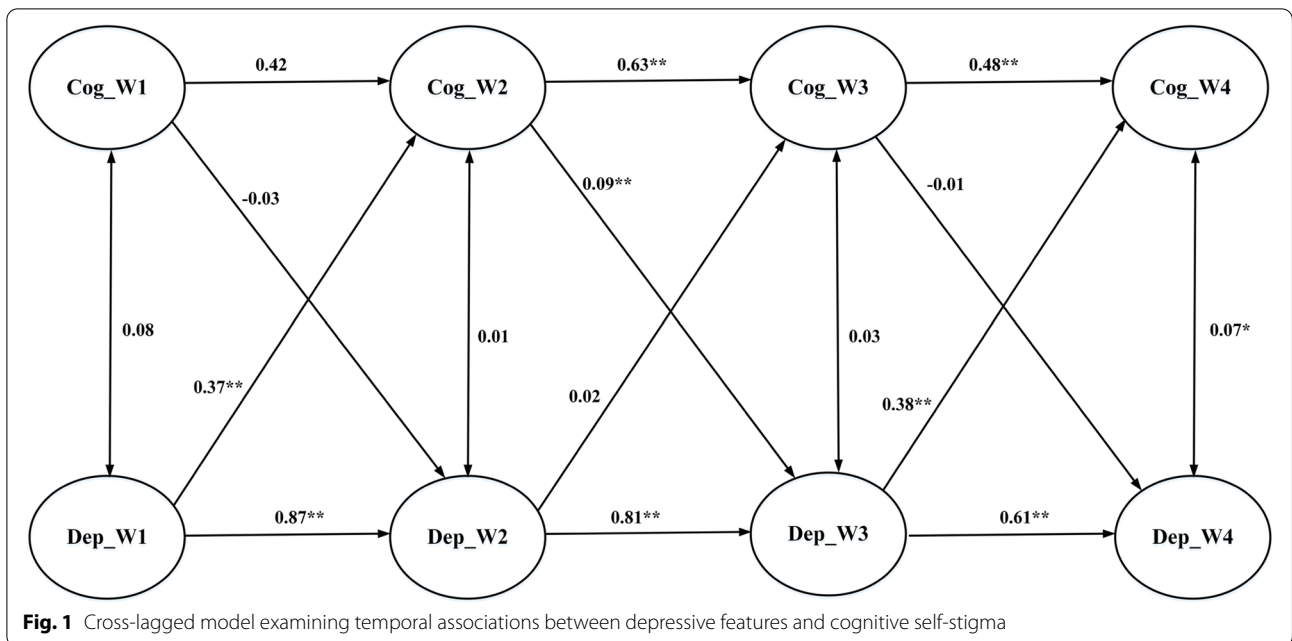 Cog_W1
0.42
Cog_W2
0.63**
Cog_W3
0.48**
Cog_W4
-0.03
0.09**
-0.01
0.08
0.37**
0.01
0.02
0.03
0.38**
0.07*
Dep_W1
0.87**
Dep_W2
0.81**
Dep_W3
0.61**
Dep_W4
Fig. 1 Cross-lagged model examining temporal associations between depressive features and cognitive self-stigma